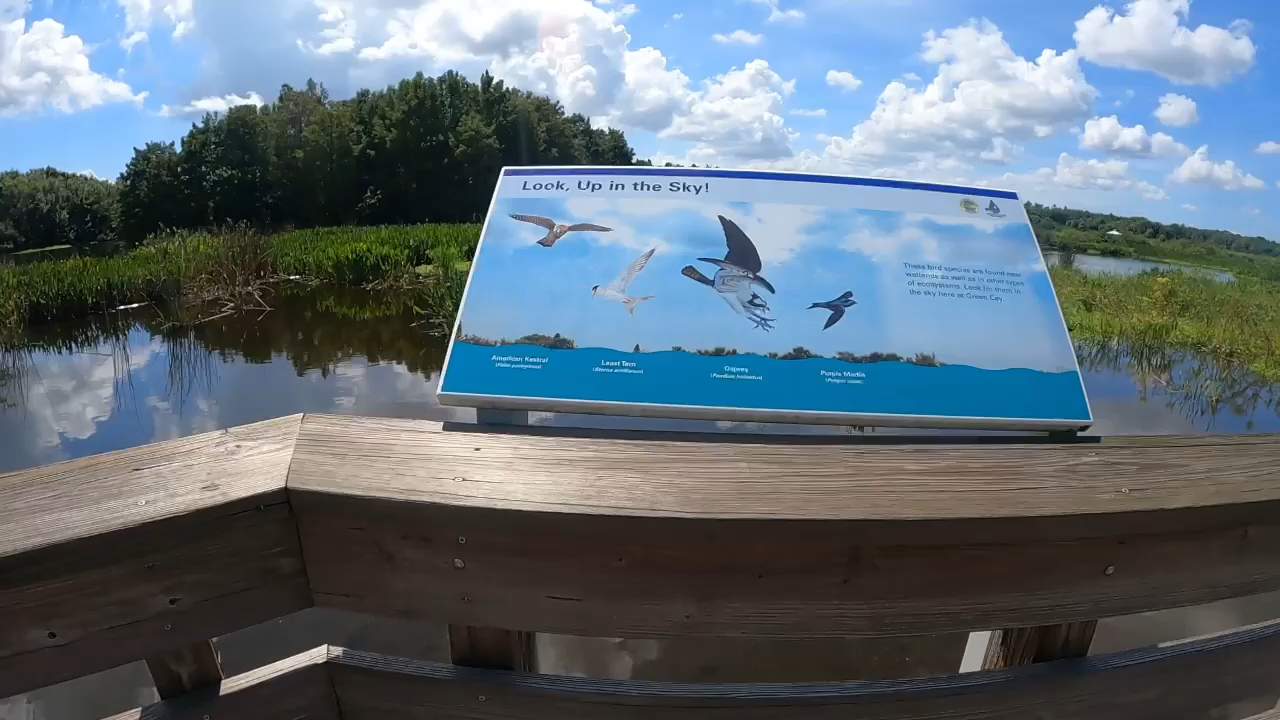 Look, Up in the Sky!
These bird species are found near
wetlands as well as in other types
of ecosystems. Look for them in
the sky here at Green Cay.
American Kestrel
Least Tern
Osprey
Purple Martin